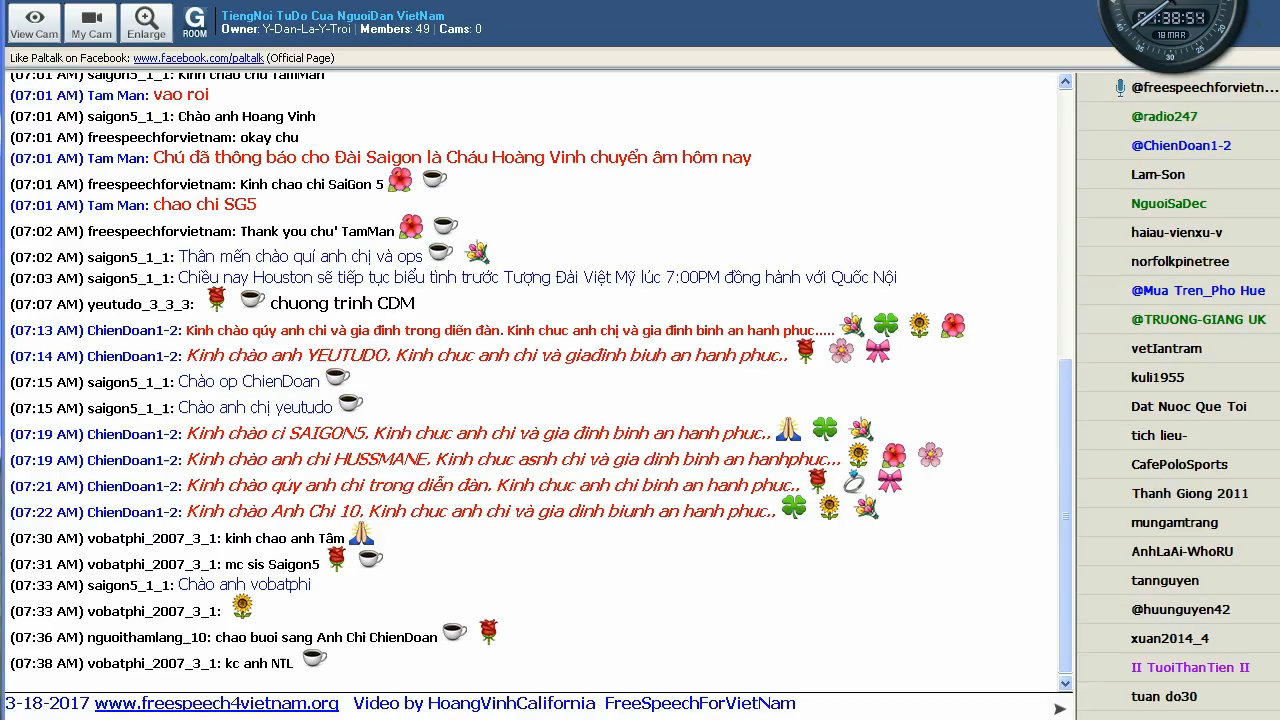 View Cam
My Cam
Enlarge
G
ROOM
TiengNoi TuDo Cua NguoiDan VietNam
Owner: Y-Dan-La-Y-Troi | Members: 49 | Cams: 0
Like Paltalk on Facebook: www.facebook.com/paltalk (Official Page)
(07:01 AM) saigon5_1_1: Kinh chao chu TamMan
(07:01 AM) Tam Man: vao roi
(07:01 AM) saigon5_1_1: Chào anh Hoang Vinh
(07:01 AM) freespeechforvietnam: okay chu
(07:01 AM) Tam Man: Chú đã thông báo cho Đài Saigon là Cháu Hoàng Vinh chuyển âm hôm nay
(07:01 AM) freespeechforvietnam: Kinh chao chi SaiGon 5
(07:01 AM) Tam Man: chao chi SG5
(07:02 AM) freespeechforvietnam: Thank you chu' TamMan
(07:02 AM) saigon5_1_1: Thân mến chào quí anh chị và ops
(07:03 AM) saigon5_1_1: Chiều nay Houston sẽ tiếp tục biểu tình trước Tượng Đài Việt Mỹ lúc 7:00PM đồng hành với Quốc Nội
(07:07 AM) yeutudo_3_3_3: chuong trinh CDM
(07:13 AM) ChienDoan1-2: Kinh chào qúy anh chi và gia đinh trong diễn đàn. Kinh chuc anh chị và gia đình binh an hanh phuc.....
(07:14 AM) ChienDoan1-2: Kinh chào anh YEUTUDO. Kinh chuc anh chi và giađinh biuh an hanh phuc..
(07:15 AM) saigon5_1_1: Chào op ChienDoan
(07:15 AM) saigon5_1_1: Chào anh chị yeutudo
(07:19 AM) ChienDoan1-2: Kinh chào ci SAIGON5. Kinh chuc anh chi và gia đinh binh an hanh phuc..
(07:19 AM) ChienDoan1-2: Kinh chào anh chi HUSSMANE. Kinh chuc asnh chi và gia dinh binh an hanhphuc...
(07:21 AM) ChienDoan1-2: Kinh chào qúy anh chi trong diễn đàn. Kinh chuc anh chi binh an hanh phuc..
(07:22 AM) ChienDoan1-2: Kinh chào Anh Chi 10. Kinh chuc anh chi và gia dinh biunh an hanh phuc..
(07:30 AM) vobatphi_2007_3_1: kinh chao anh Tâm
(07:31 AM) vobatphi_2007_3_1: mc sis Saigon5
(07:33 AM) saigon5_1_1: Chào anh vobatphi
(07:33 AM) vobatphi_2007_3_1:
(07:36 AM) nguoithamlang_10: chao buoi sang Anh Chi ChienDoan
(07:38 AM) vobatphi_2007_3_1: kc anh NTL
3-18-2017 www.freespeech4vietnam.org Video by HoangVinhCalifornia FreeSpeechForVietNam
18 MAR
@freespeechforvietn...
@radio247
@ChienDoan1-2
Lam-Son
NguoiSaDec
haiau-vienxu-v
norfolkpinetree
@Mua Tren_Pho Hue
@TRUONG-GIANG UK
vetIantram
kuli1955
Dat Nuoc Que Toi
tich lieu-
CafePoloSports
Thanh Giong 2011
mungamtrang
AnhLaAi-WhoRU
tannguyen
@huunguyen42
xuan2014_4
II TuoiThanTien II
tuan do30